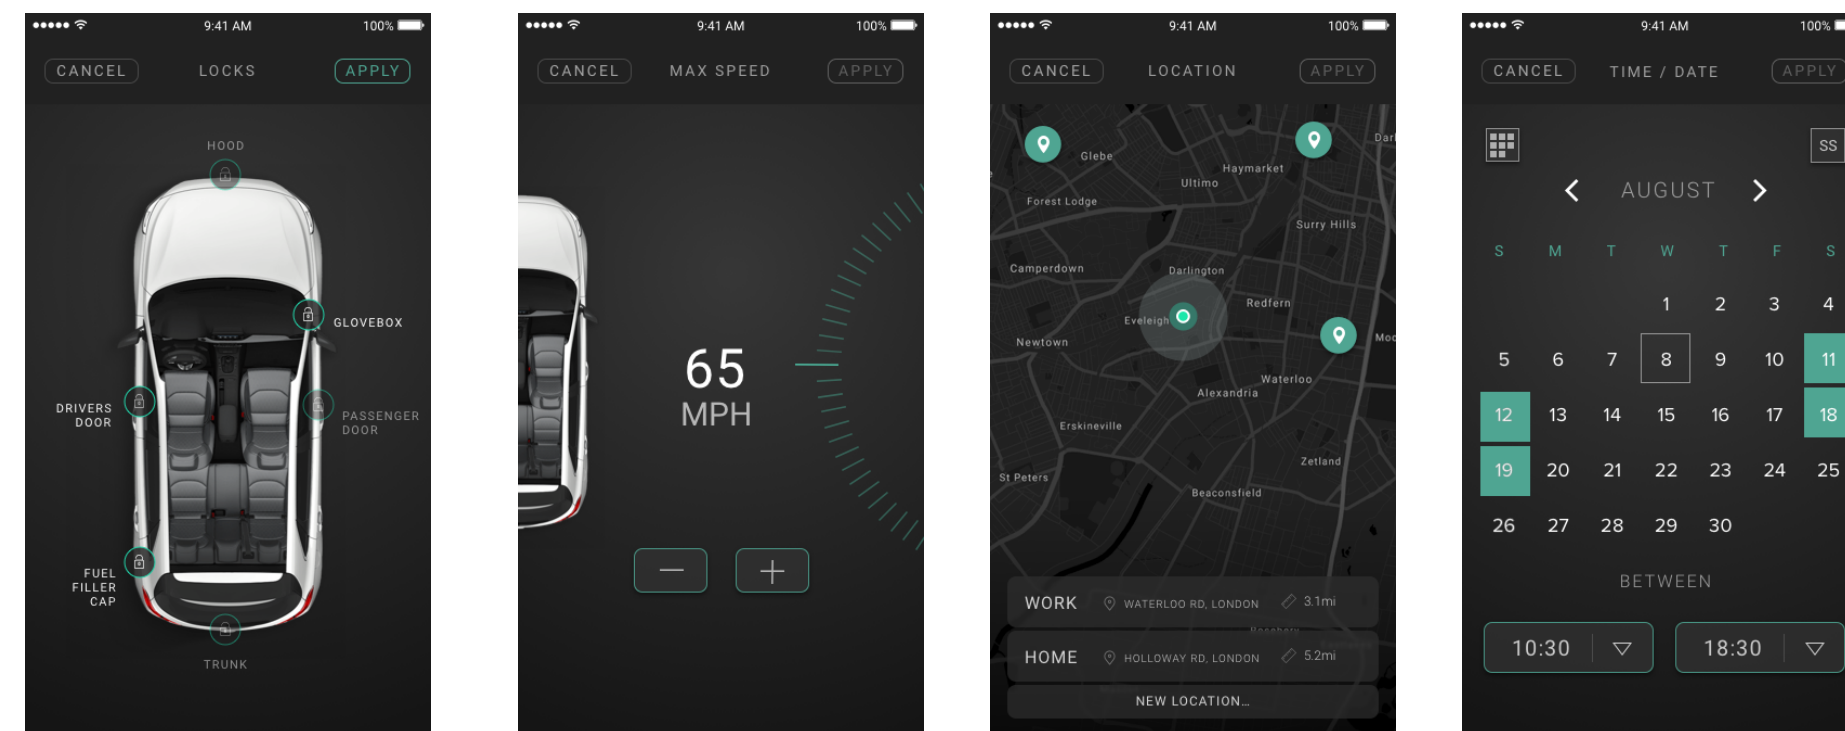 9:41 AM 100%
CANCEL LOCKS APPLY
HOOD
GLOVEBOX
DRIVERS
DOOR
PASSENGER
DOOR
FUEL
FILLER
CAP
TRUNK
9:41 AM 100%
CANCEL MAX SPEED APPLY
65
MPH
9:41 AM 100%
CANCEL LOCATION APPLY
Glebe
Haymarket
Ultimo
Forest Lodge
Surry Hills
Camperdown
Darlington
Redfern
Eveleigh
Newtown
Waterloo
Alexandria
Erskineville
Zetland
St Peters
Beaconsfield
WORK WATERLOO RD, LONDON 3.1mi
Rosebery
HOME HOLLOWAY RD, LONDON 5.2mi
NEW LOCATION...
9:41 AM 100%
CANCEL TIME / DATE APPLY
SS
AUGUST
S M T W T F S
1 2 3 4
5 6 7 8 9 10 11
12 13 14 15 16 17 18
19 20 21 22 23 24 25
26 27 28 29 30
BETWEEN
10:30 18:30